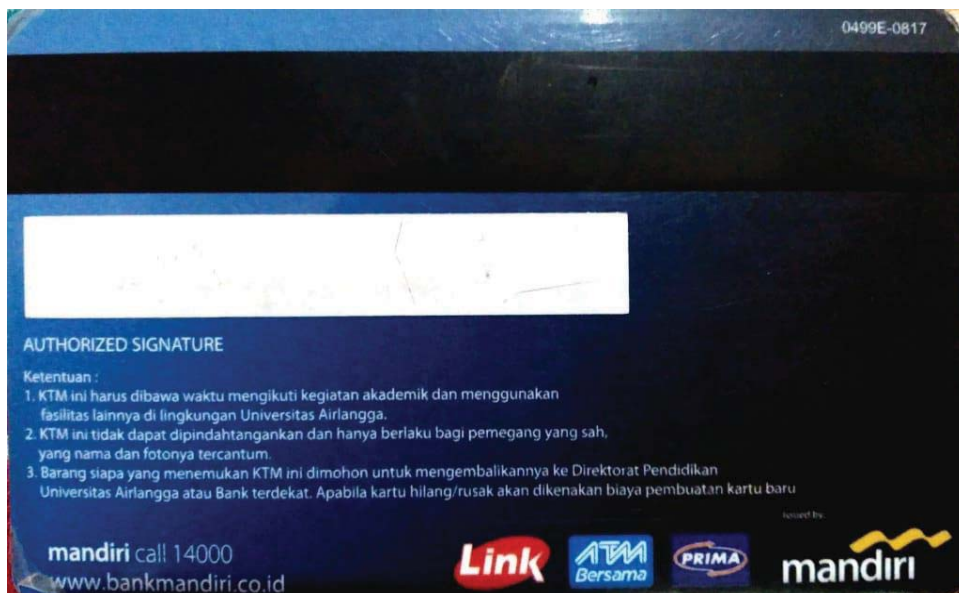 0499E-0817
AUTHORIZED SIGNATURE
Ketentuan :
1. KTM ini harus dibawa waktu mengikuti kegiatan akademik dan menggunakan
fasilitas lainnya di lingkungan Universitas Airlangga.
2. KTM ini tidak dapat dipindahtangankan dan hanya berlaku bagi pemegang yang sah,
yang nama dan fotonya tercantum.
3. Barang siapa yang menemukan KTM ini dimohon untuk mengembalikannya ke Direktorat Pendidikan
Universitas Airlangga atau Bank terdekat. Apabila kartu hilang/rusak akan dikenakan biaya pembuatan kartu baru
issued by:
mandiri call 14000
www.bankmandiri.co.id
Link
ATM
Bersama
PRIMA
mandiri